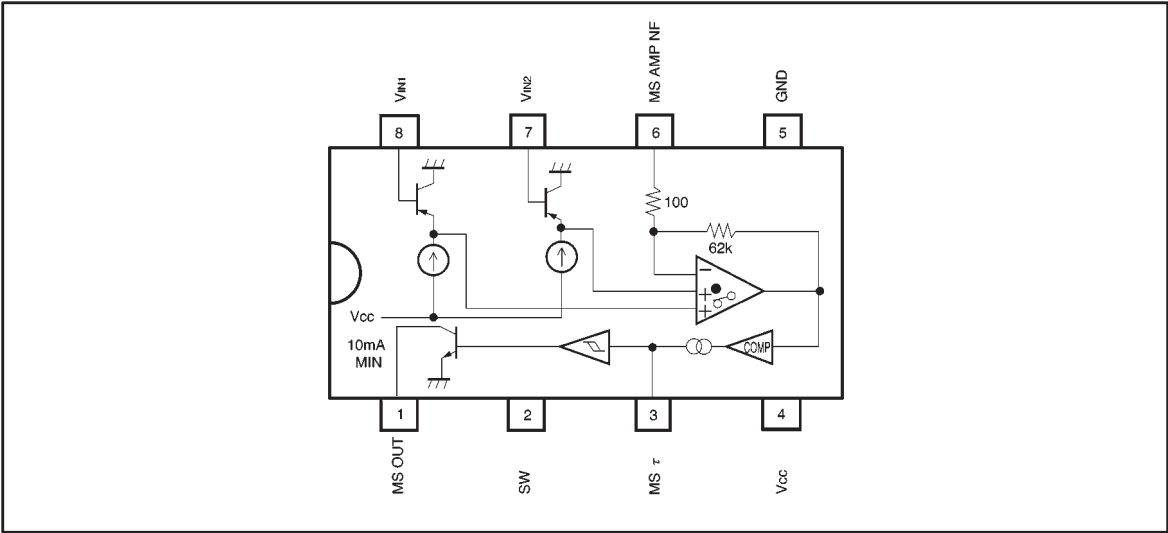 VIN1
VIN2
MS AMP NF
GND
8
7
6
5
100
62k
−
+
+
Vcc
10mA
MIN
COMP
1
2
3
4
MS OUT
SW
MS τ
Vcc